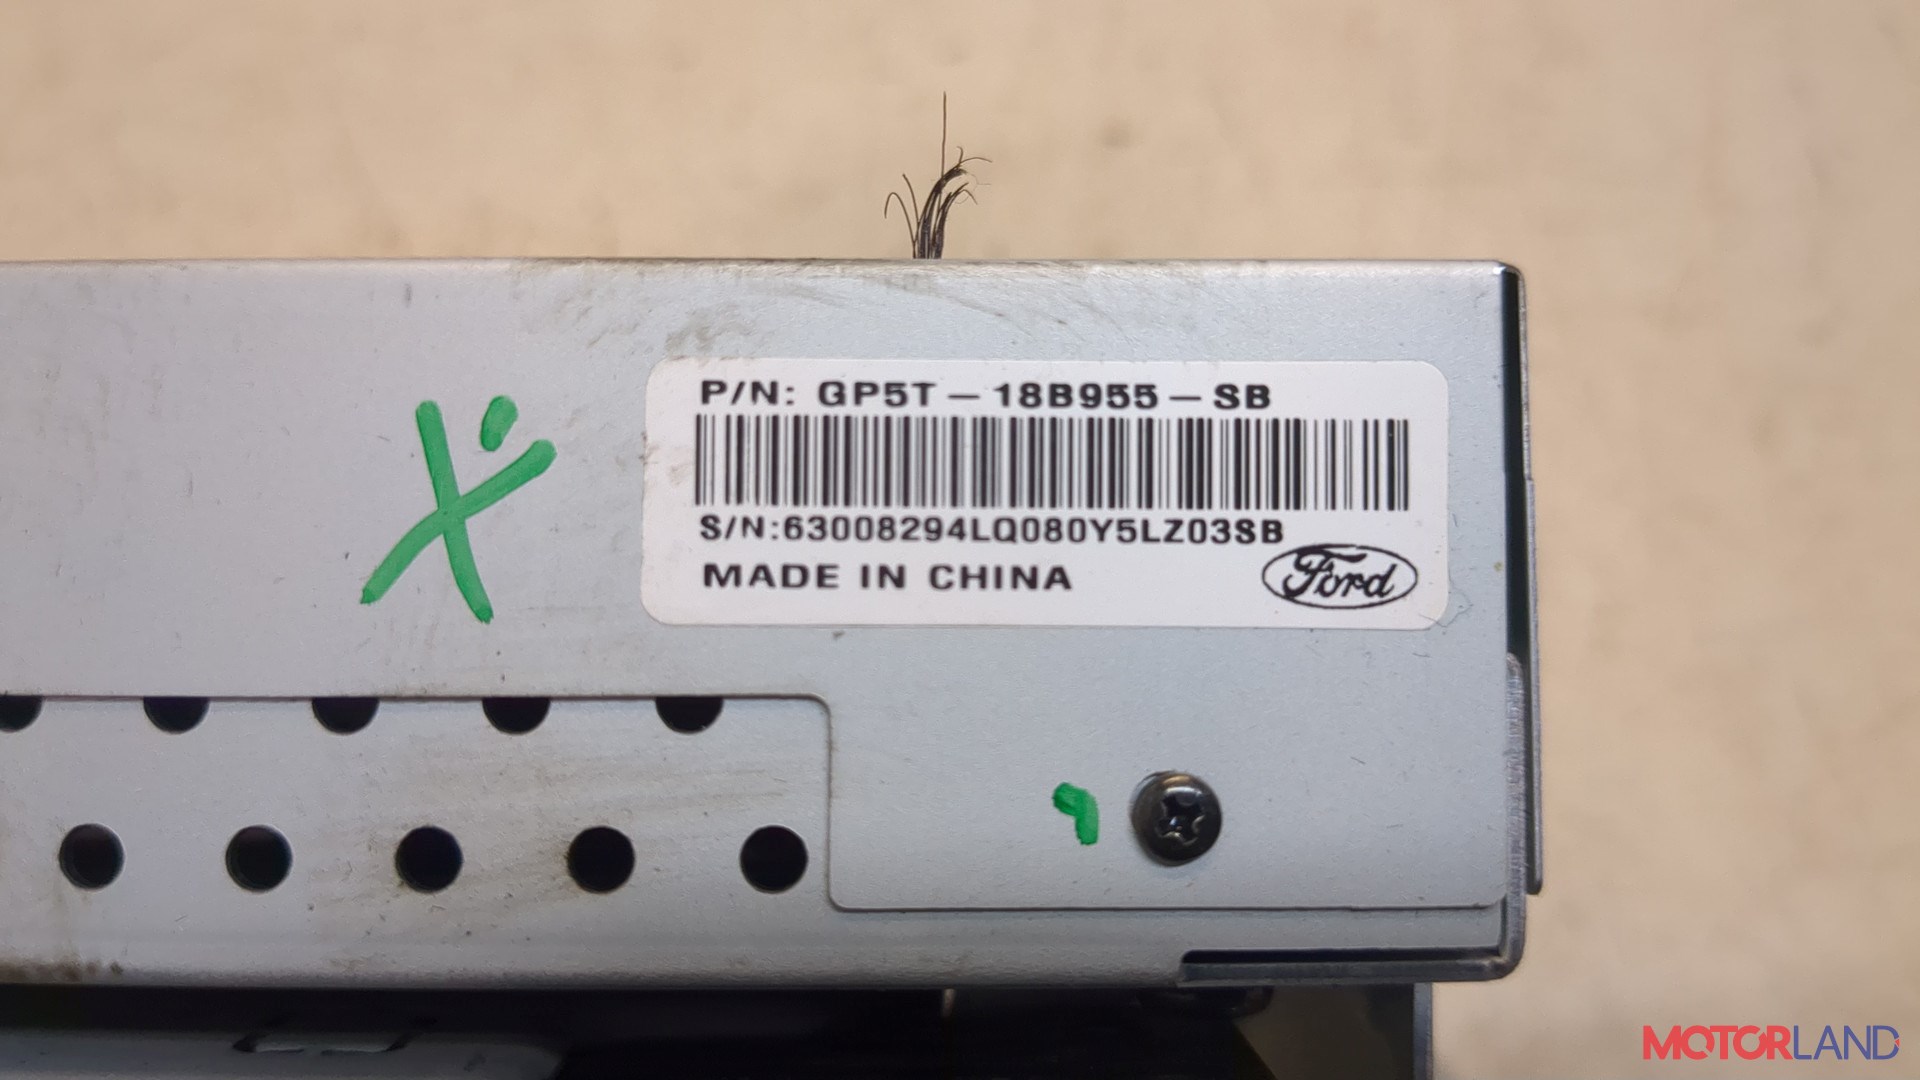 P/N: GP5T-18B955-SB
S/N:63008294LQ080Y5LZ03SB
MADE IN CHINA
Ford
X
MOTORLAND